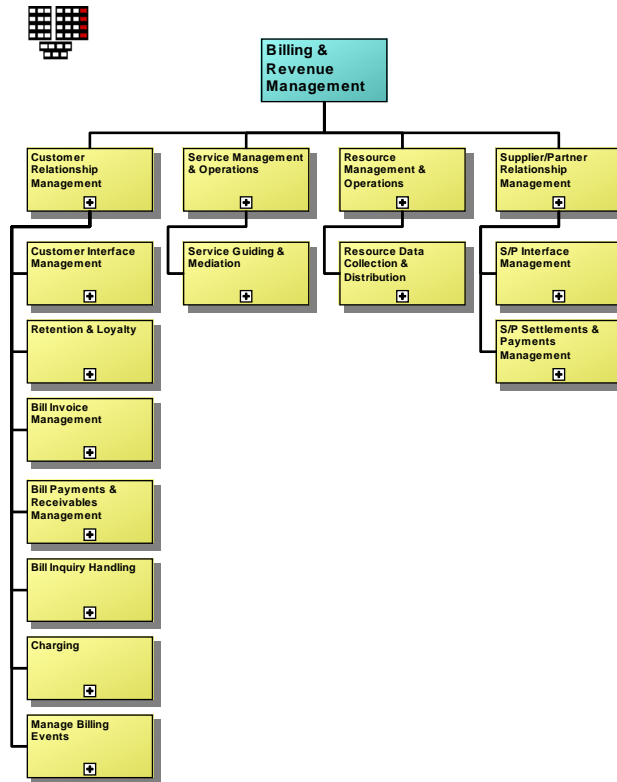 Billing &
Revenue
Management
Customer
Relationship
Management
Service Management
& Operations
Resource
Management &
Operations
Supplier/Partner
Relationship
Management
Customer Interface
Management
Service Guiding &
Mediation
Resource Data
Collection &
Distribution
S/P Interface
Management
Retention & Loyalty
S/P Settlements &
Payments
Management
Bill Invoice
Management
Bill Payments &
Receivables
Management
Bill Inquiry Handling
Charging
Manage Billing
Events